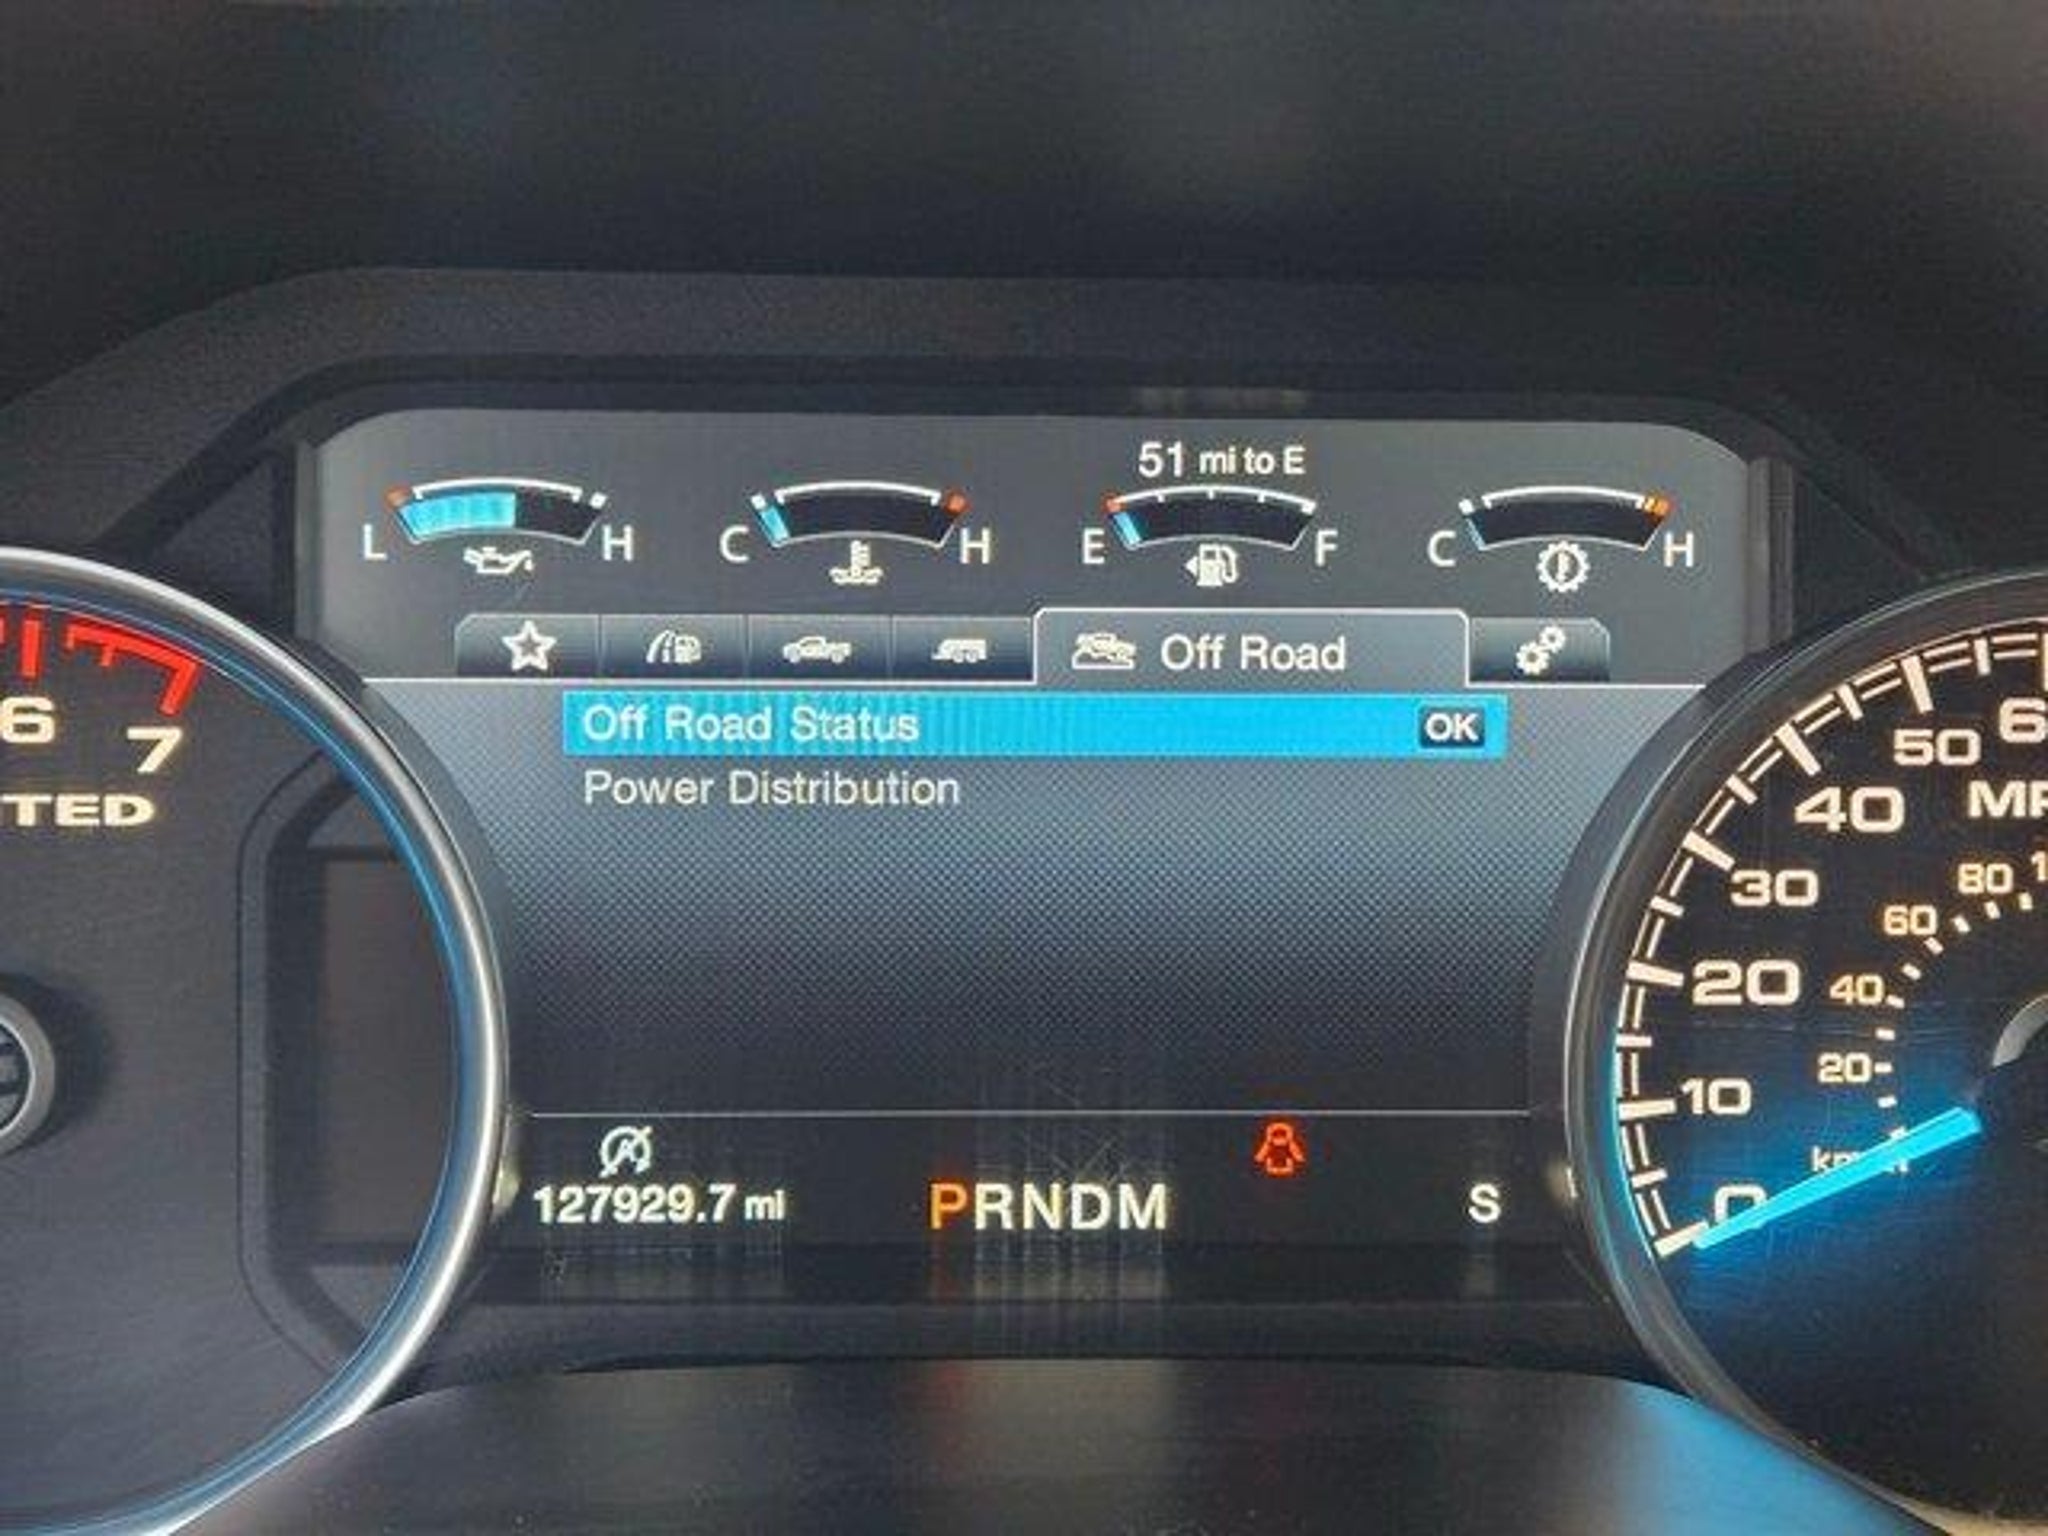 51 mi to E
L H C H E F C H
Off Road
Off Road Status OK
Power Distribution
6 7
TED
50
40
30
20
10
0
80
60
40
20
127929.7 mi
PRNDM
S